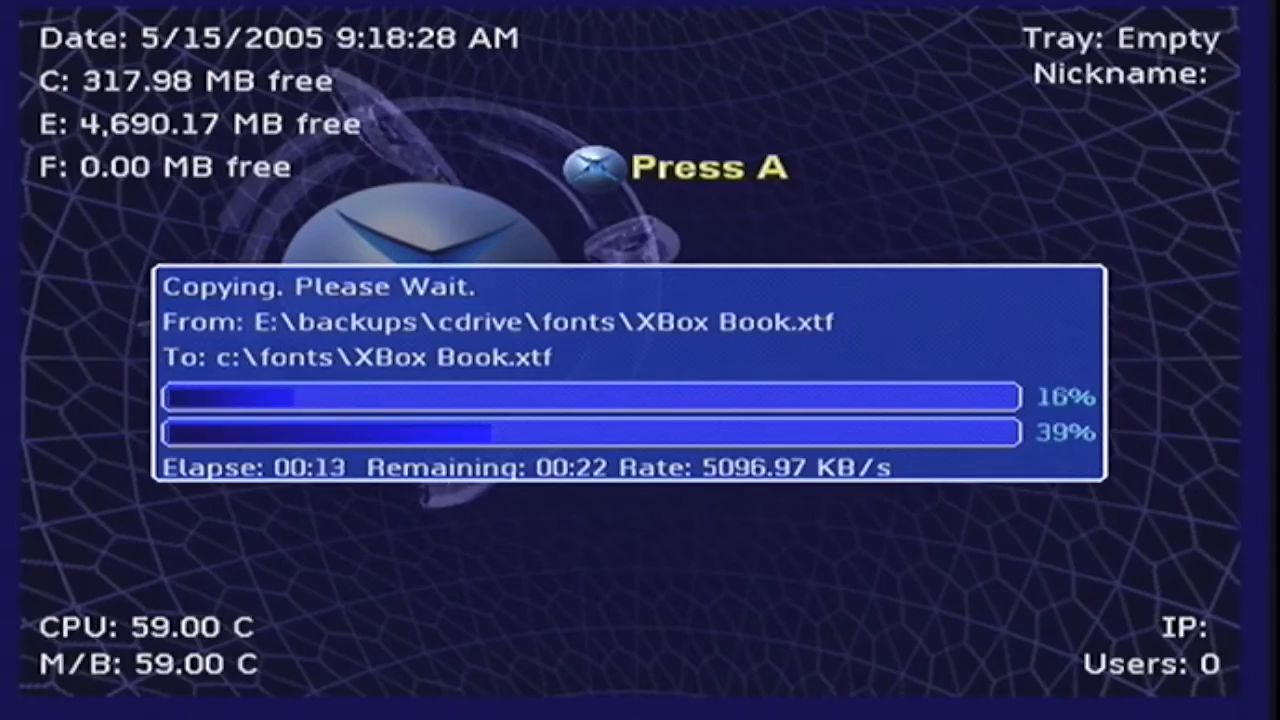 Date: 5/15/2005 9:18:28 AM
Tray: Empty
C: 317.98 MB free
Nickname:
E: 4,690.17 MB free
F: 0.00 MB free
Press A
Copying. Please Wait.
From: E:\backups\cdrive\fonts\XBox Book.xtf
To: c:\fonts\XBox Book.xtf
16%
39%
Elapse: 00:13 Remaining: 00:22 Rate: 5096.97 KB/s
CPU: 59.00 C
IP:
M/B: 59.00 C
Users: 0